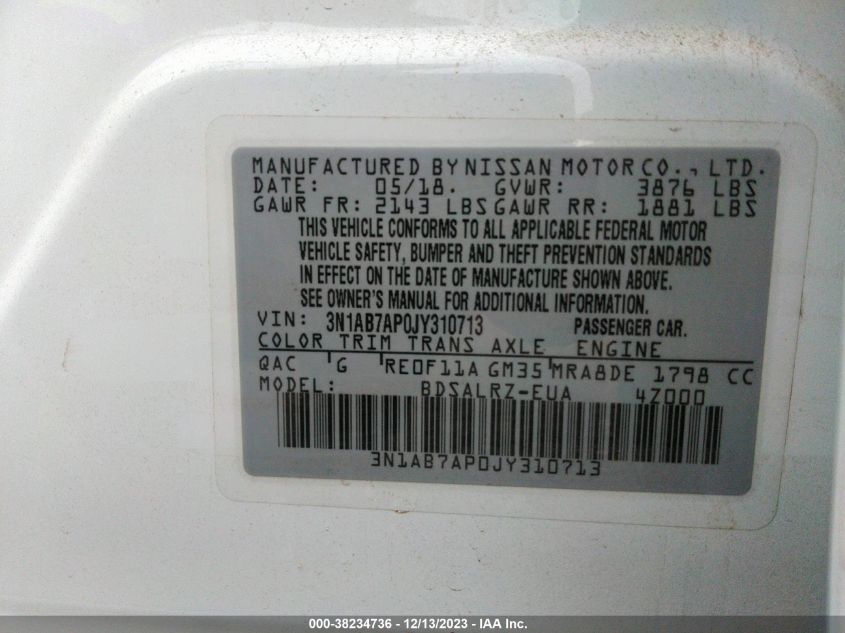 MANUFACTURED BY NISSAN MOTOR CO., LTD.
DATE: 05/18. GVWR: 3876 LBS
GAWR FR: 2143 LBS GAWR RR: 1881 LBS
THIS VEHICLE CONFORMS TO ALL APPLICABLE FEDERAL MOTOR
VEHICLE SAFETY, BUMPER AND THEFT PREVENTION STANDARDS
IN EFFECT ON THE DATE OF MANUFACTURE SHOWN ABOVE.
SEE OWNER'S MANUAL FOR ADDITIONAL INFORMATION.
VIN: 3N1AB7AP0JY310713 PASSENGER CAR.
COLOR TRIM TRANS AXLE ENGINE
QAC G RE0F11A GM35 MRA8DE 1798 CC
MODEL: BDSALRZ-EUA 4Z000
3N1AB7AP0JY310713
000-38234736 - 12/13/2023 - IAA Inc.